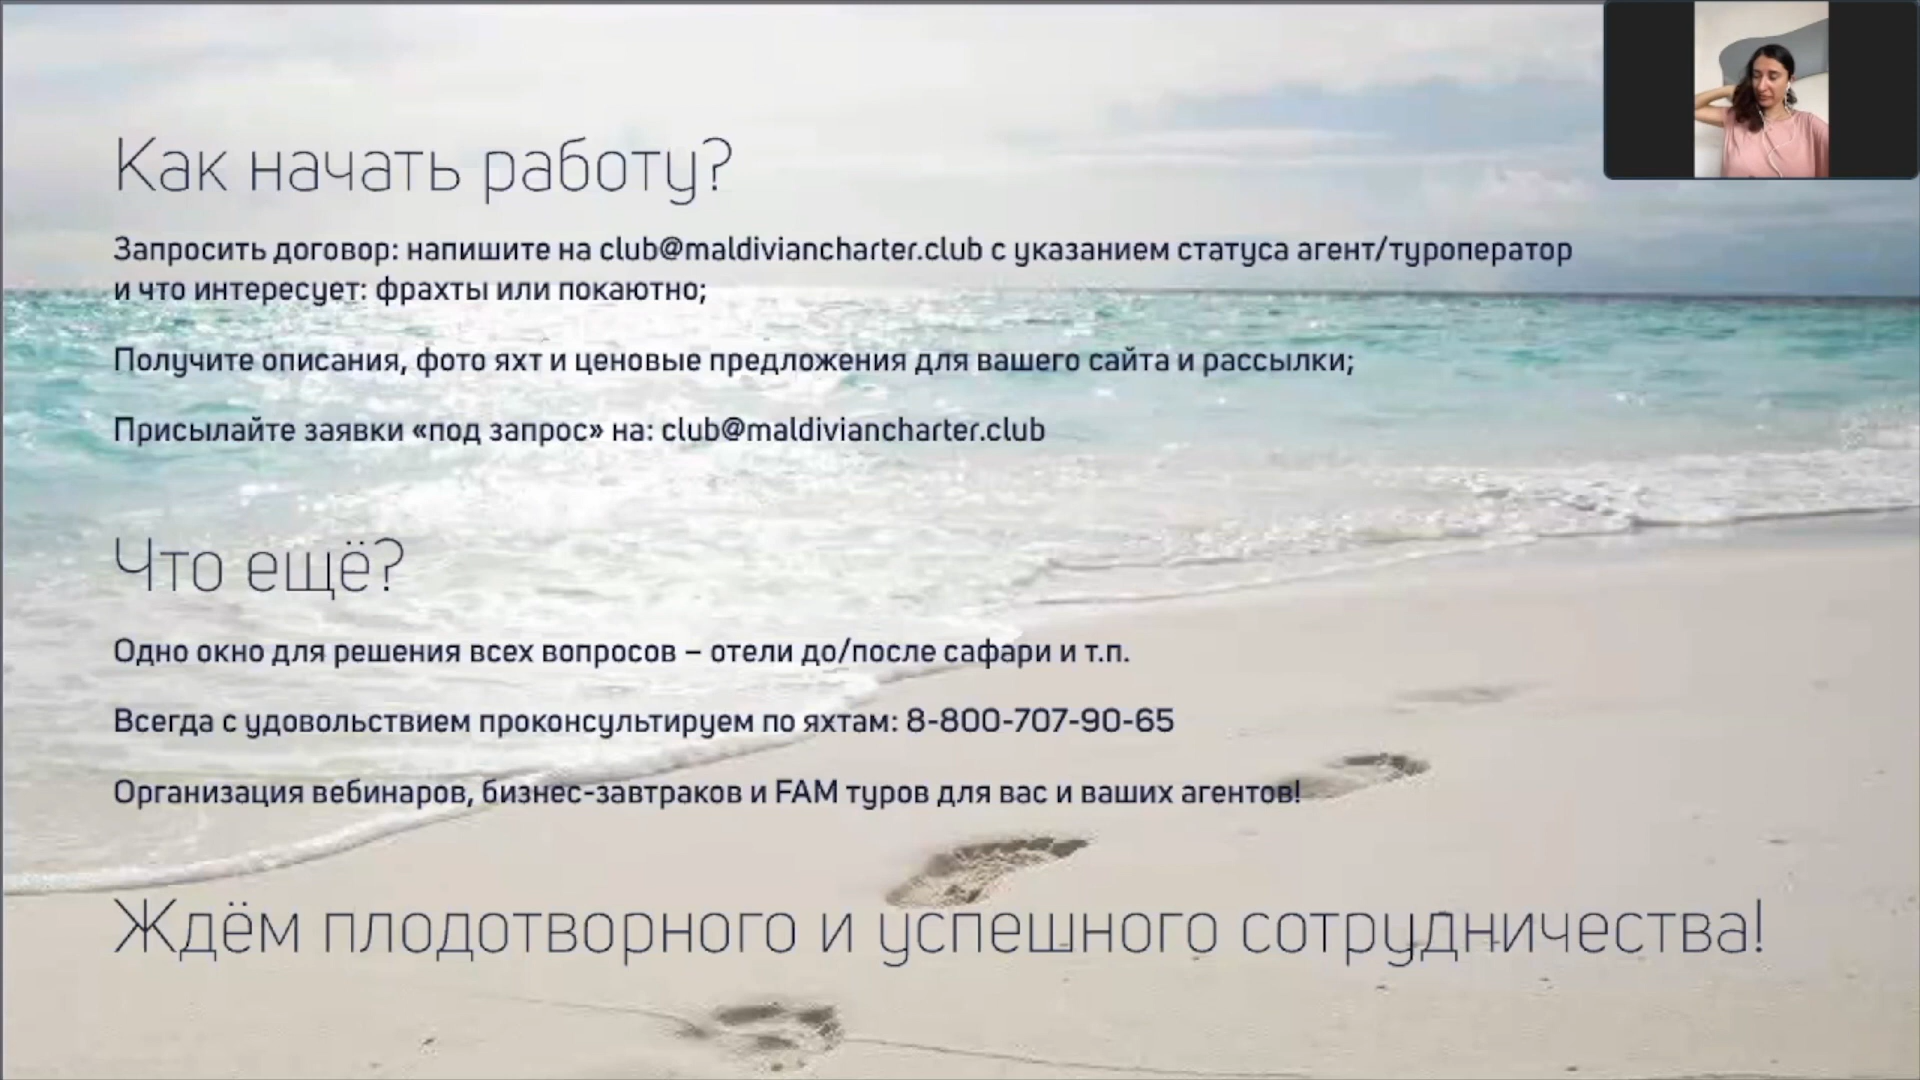 Как начать работу?
Запросить договор: напишите на club@maldiviancharter.club с указанием статуса агент/туроператор
и что интересует: фрахты или покаютно;
Получите описания, фото яхт и ценовые предложения для вашего сайта и рассылки;
Присылайте заявки «под запрос» на: club@maldiviancharter.club
Что ещё?
Одно окно для решения всех вопросов – отели до/после сафари и т.п.
Всегда с удовольствием проконсультируем по яхтам: 8-800-707-90-65
Организация вебинаров, бизнес-завтраков и FAM туров для вас и ваших агентов!
Ждём плодотворного и успешного сотрудничества!